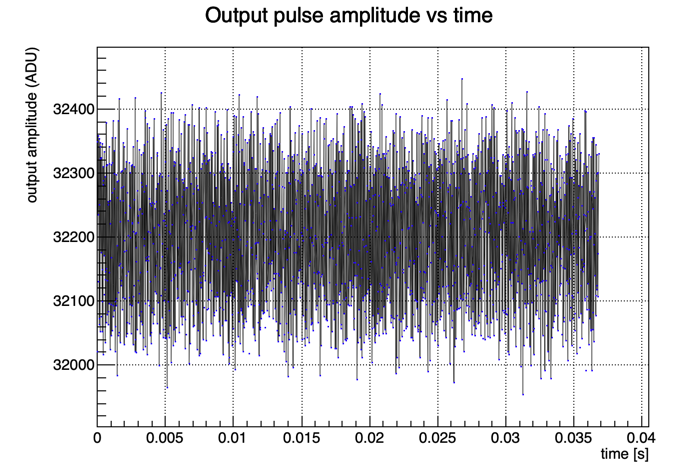 Output pulse amplitude vs time
output amplitude (ADU)
32400
32300
32200
32100
32000
0 0.005 0.01 0.015 0.02 0.025 0.03 0.035 0.04
time [s]